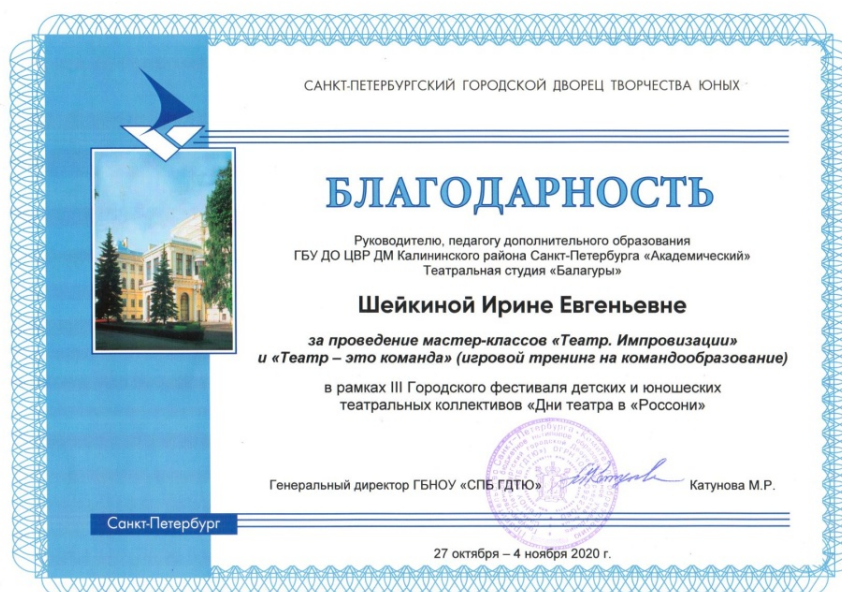 САНКТ-ПЕТЕРБУРГСКИЙ ГОРОДСКОЙ ДВОРЕЦ ТВОРЧЕСТВА ЮНЫХ
БЛАГОДАРНОСТЬ
Руководителю, педагогу дополнительного образования
ГБУ ДО ЦВР ДМ Калининского района Санкт-Петербурга «Академический»
Театральная студия «Балагуры»
Шейкиной Ирине Евгеньевне
за проведение мастер-классов «Театр. Импровизации»
и «Театр – это команда» (игровой тренинг на командообразование)
в рамках III Городского фестиваля детских и юношеских
театральных коллективов «Дни театра в «Россони»
Генеральный директор ГБНОУ «СПБ ГДТЮ» Катунова М.Р.
Санкт-Петербург
27 октября – 4 ноября 2020 г.